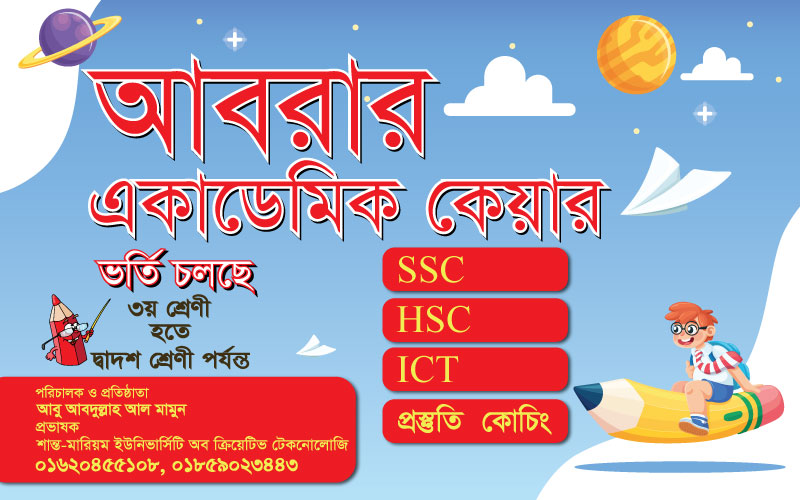 আবরার
একাডেমিক কেয়ার
ভর্তি চলছে
৩য় শ্রেণী
হতে
দ্বাদশ শ্রেণী পর্যন্ত
SSC
HSC
ICT
প্রস্তুতি কোচিং
পরিচালক ও প্রতিষ্ঠাতা
আবু আবদুল্লাহ আল মামুন
প্রভাষক
শান্ত-মারিয়াম ইউনিভার্সিটি অব ক্রিয়েটিভ টেকনোলোজি
০১৬২০৪৫৫১০৮, ০১৮৫৯০২৩৪৪৩